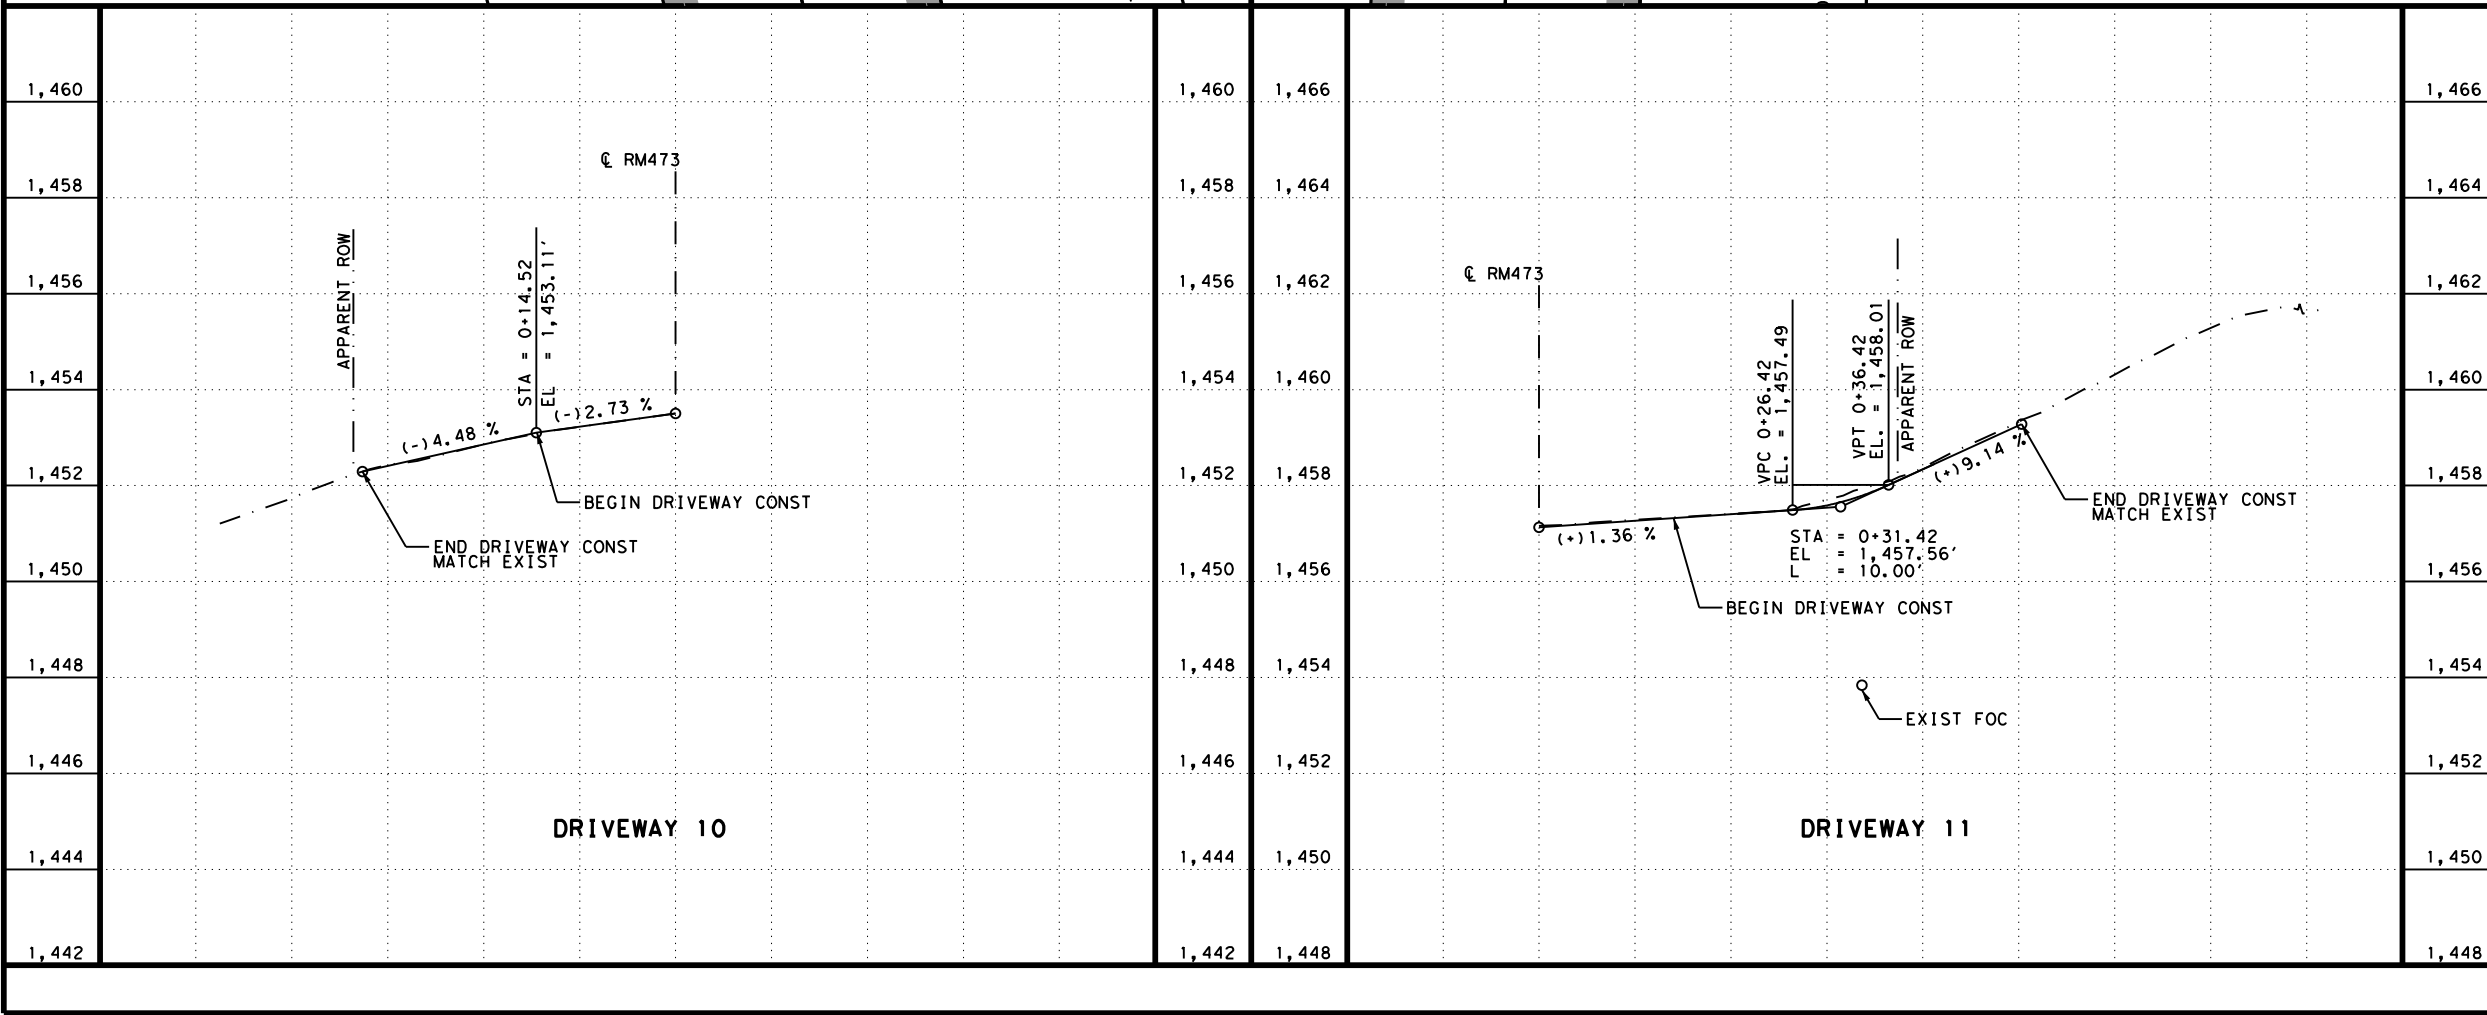 1,460
1,458
1,456
1,454
1,452
1,450
1,448
1,446
1,444
1,442
℄ RM473
APPARENT ROW
STA = 0+14.52
EL = 1,453.11'
(-)4.48 %
(-)2.73 %
BEGIN DRIVEWAY CONST
END DRIVEWAY CONST
MATCH EXIST
DRIVEWAY 10
1,460
1,458
1,456
1,454
1,452
1,450
1,448
1,446
1,444
1,442
1,466
1,464
1,462
1,460
1,458
1,456
1,454
1,452
1,450
1,448
℄ RM473
VPC 0+26.42
EL. = 1,457.49
VPT 0+36.42
EL. = 1,458.01
APPARENT ROW
(+)1.36 %
(+)9.14 %
STA = 0+31.42
EL = 1,457.56'
L = 10.00'
END DRIVEWAY CONST
MATCH EXIST
BEGIN DRIVEWAY CONST
EXIST FOC
DRIVEWAY 11
1,466
1,464
1,462
1,460
1,458
1,456
1,454
1,452
1,450
1,448